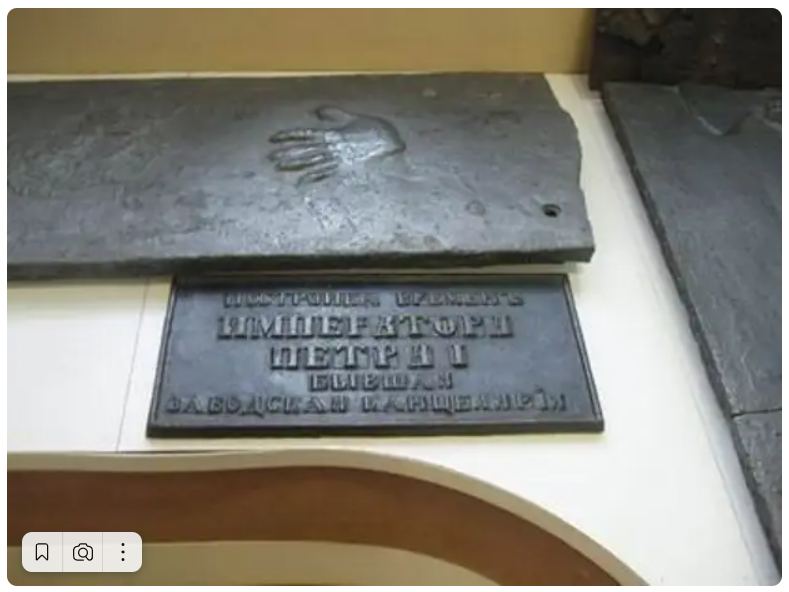 ПОСТРОЙКА ВРЕМЕНЪ
ИМПЕРАТОРА
ПЕТРА I
БЫВШАЯ
ЗАВОДСКАЯ КАНЦЕЛЯРІЯ